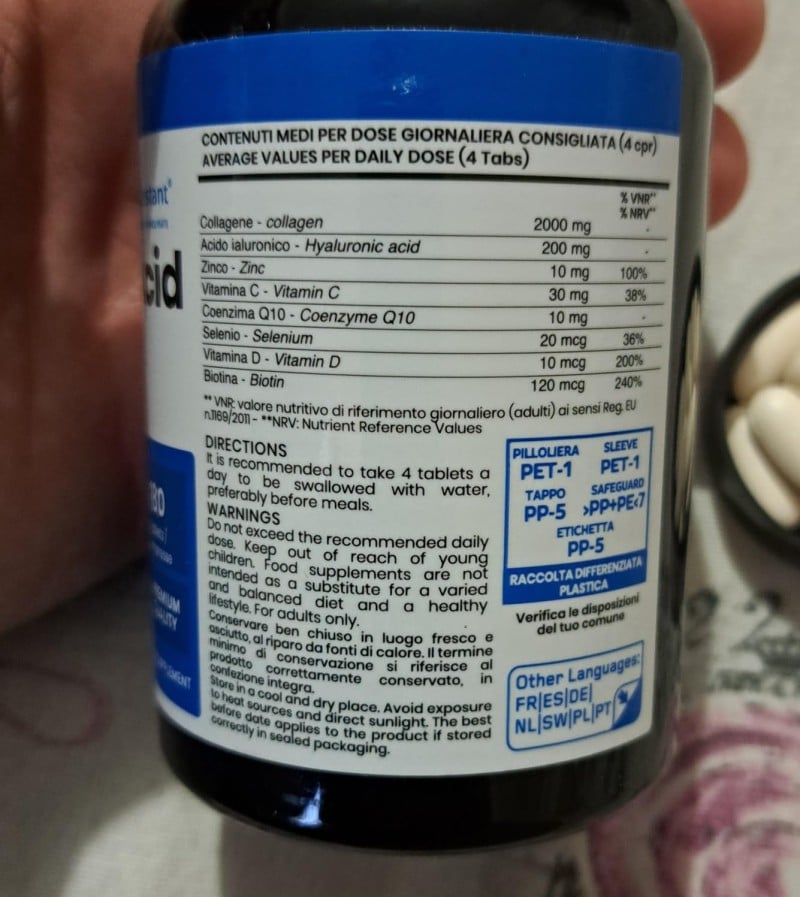 CONTENUTI MEDI PER DOSE GIORNALIERA CONSIGLIATA (4 cpr)
AVERAGE VALUES PER DAILY DOSE (4 Tabs)
% VNR**
% NRV**
Collagene - collagen 2000 mg -
Acido ialuronico - Hyaluronic acid 200 mg -
Zinco - Zinc 10 mg 100%
Vitamina C - Vitamin C 30 mg 38%
Coenzima Q10 - Coenzyme Q10 10 mg -
Selenio - Selenium 20 mcg 36%
Vitamina D - Vitamin D 10 mcg 200%
Biotina - Biotin 120 mcg 240%
** VNR: valore nutritivo di riferimento giornaliero (adulti) ai sensi Reg. EU
n.1169/2011 - **NRV: Nutrient Reference Values
DIRECTIONS
It is recommended to take 4 tablets a
day to be swallowed with water,
preferably before meals.
WARNINGS
Do not exceed the recommended daily
dose. Keep out of reach of young
children. Food supplements are not
intended as a substitute for a varied
and balanced diet and a healthy
lifestyle. For adults only.
Conservare ben chiuso in luogo fresco e
asciutto, al riparo da fonti di calore. Il termine
minimo di conservazione si riferisce al
prodotto correttamente conservato, in
confezione integra.
Store in a cool and dry place. Avoid exposure
to heat sources and direct sunlight. The best
before date applies to the product if stored
correctly in sealed packaging.
PILLOLIERA SLEEVE
PET-1 PET-1
TAPPO SAFEGUARD
PP-5 >PP+PE<7
ETICHETTA
PP-5
RACCOLTA DIFFERENZIATA
PLASTICA
Verifica le disposizioni
del tuo comune
Other Languages:
FR|ES|DE|
NL|SW|PL|PT
cid